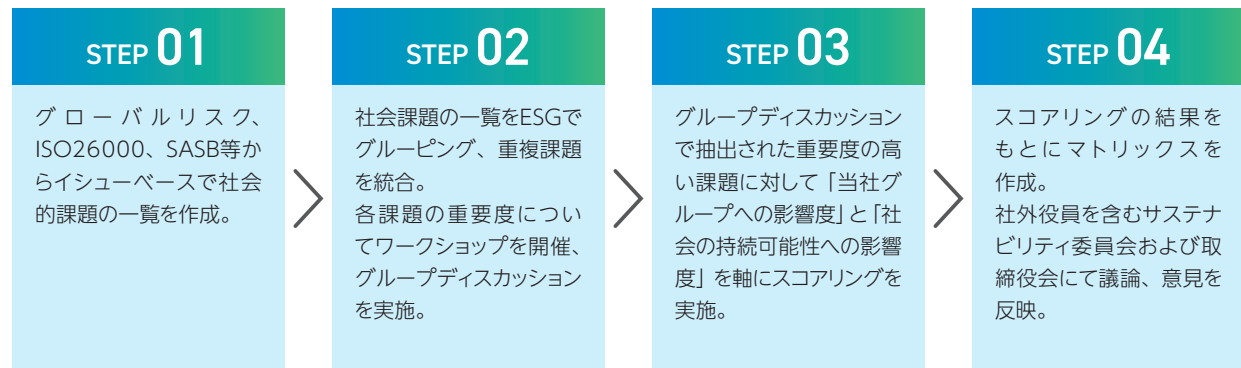 STEP 01
グローバルリスク、
ISO26000、SASB等か
らイシューベースで社会
的課題の一覧を作成。
STEP 02
社会課題の一覧をESGで
グルーピング、重複課題
を統合。
各課題の重要度につい
てワークショップを開催、
グループディスカッション
を実施。
STEP 03
グループディスカッション
で抽出された重要度の高
い課題に対して「当社グ
ループへの影響度」と「社
会の持続可能性への影響
度」を軸にスコアリングを
実施。
STEP 04
スコアリングの結果を
もとにマトリックスを
作成。
社外役員を含むサステナ
ビリティ委員会および取
締役会にて議論、意見を
反映。